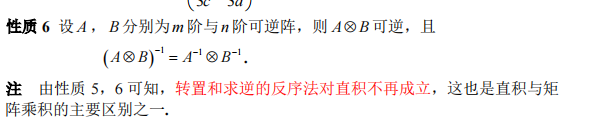 (3c 3d)
性质 6 设 A ， B 分别为 m 阶与 n 阶可逆阵，则 A⊗B 可逆，且
(A⊗B)⁻¹ = A⁻¹ ⊗ B⁻¹.
注 由性质 5，6 可知，转置和求逆的反序法对直积不再成立，这也是直积与矩
阵乘积的主要区别之一.